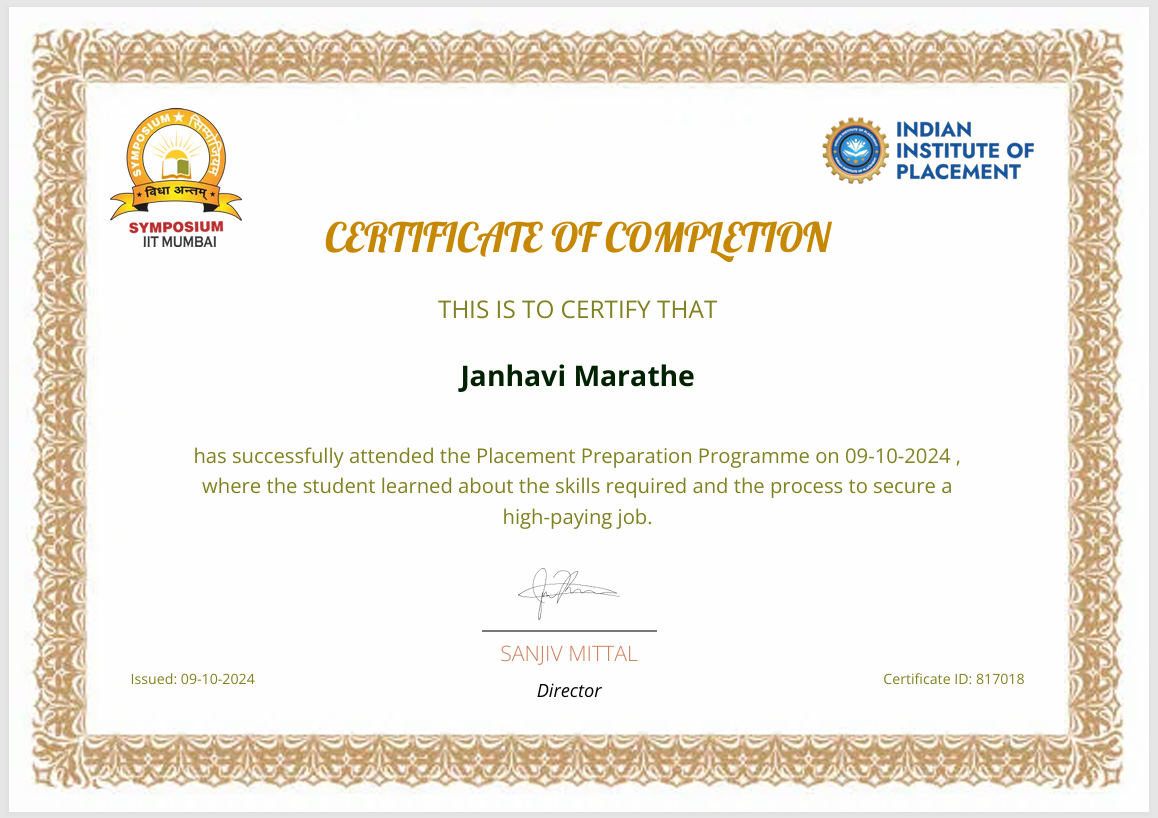 SYMPOSIUM ★ सिम्पोजियम
★ विधा अन्तम् ★
SYMPOSIUM
IIT MUMBAI
INDIAN
INSTITUTE OF
PLACEMENT
CERTIFICATE OF COMPLETION
THIS IS TO CERTIFY THAT
Janhavi Marathe
has successfully attended the Placement Preparation Programme on 09-10-2024 ,
where the student learned about the skills required and the process to secure a
high-paying job.
SANJIV MITTAL
Director
Issued: 09-10-2024
Certificate ID: 817018